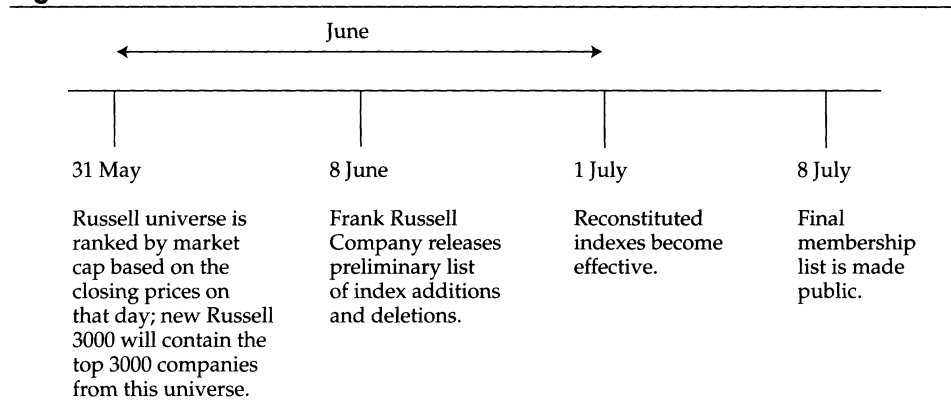 June
31 May
Russell universe is
ranked by market
cap based on the
closing prices on
that day; new Russell
3000 will contain the
top 3000 companies
from this universe.
8 June
Frank Russell
Company releases
preliminary list
of index additions
and deletions.
1 July
Reconstituted
indexes become
effective.
8 July
Final
membership
list is made
public.